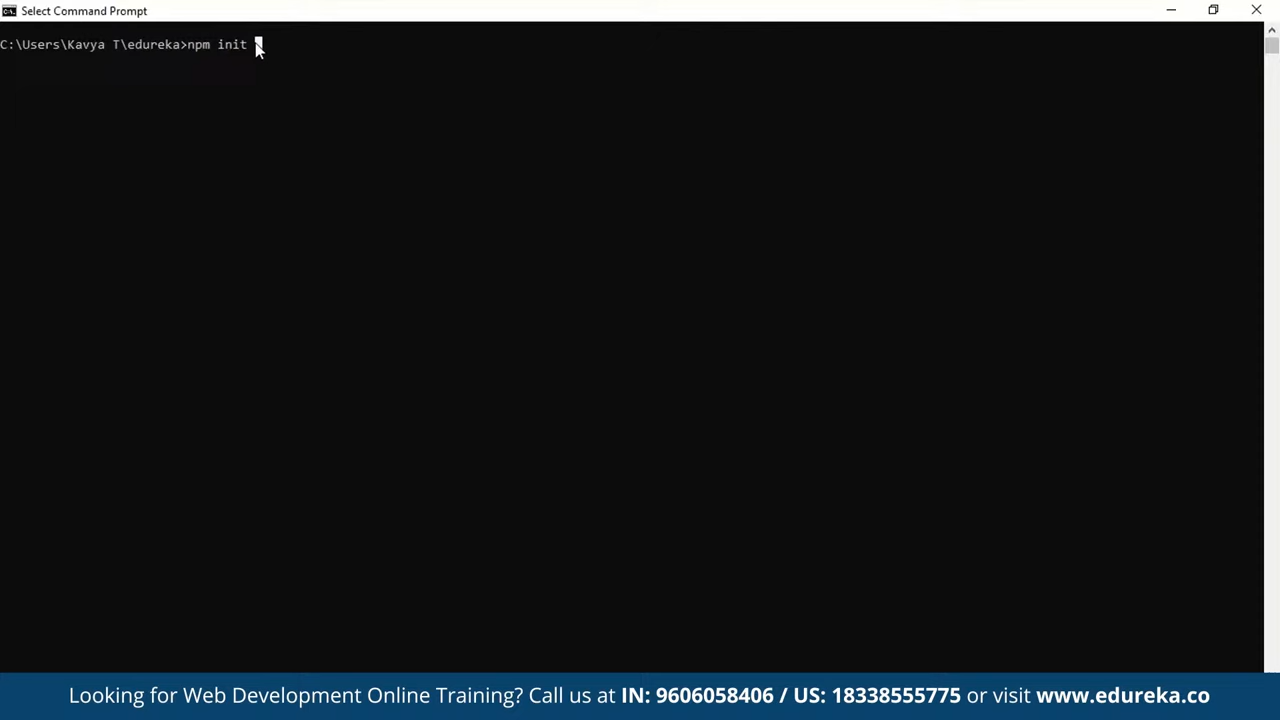 Select Command Prompt
C:\Users\Kavya T\edureka>npm init
Looking for Web Development Online Training? Call us at IN: 9606058406 / US: 18338555775 or visit www.edureka.co